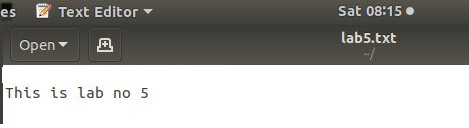 es Text Editor Sat 08:15
Open lab5.txt
~/
This is lab no 5